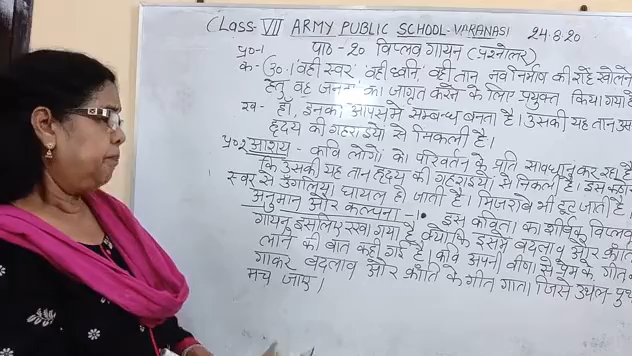 Class-VII ARMY PUBLIC SCHOOL-VARANASI 24.8.20
प्र०-1 पाठ-20 विप्लव गायन (प्रश्नोत्तर)
क- उ०। 'वही स्वर' 'वही ध्वनि' वही तान नव निर्माण की राहें खोलने
हेतु वह जनमन को जागृत करने के लिए प्रयुक्त किया गया है
ख- हाँ, इनका आपस में सम्बन्ध बनता है। उसकी यह तान उस
हृदय की गहराइयों से निकली है।
प्र०2 आशय - कवि लोगों को परिवर्तन के प्रति सावधान कर रहा है
कि उसकी यह तान हृदय की गहराइयों से निकली है। इस
स्वर से उंगलियां घायल हो जाती हैं। मिजराबें भी टूट जाती हैं।
अनुमान और कल्पना -1• इस कविता का शीर्षक विप्लव
गायन इसलिए रखा गया है, क्योंकि इसमें बदलाव और क्रांति
लाने की बात कही गई है। कवि अपनी वीणा से प्रेम के गीत
गाकर बदलाव और क्रांति के गीत गाता। जिससे उथल-पुथ
मच जाए।